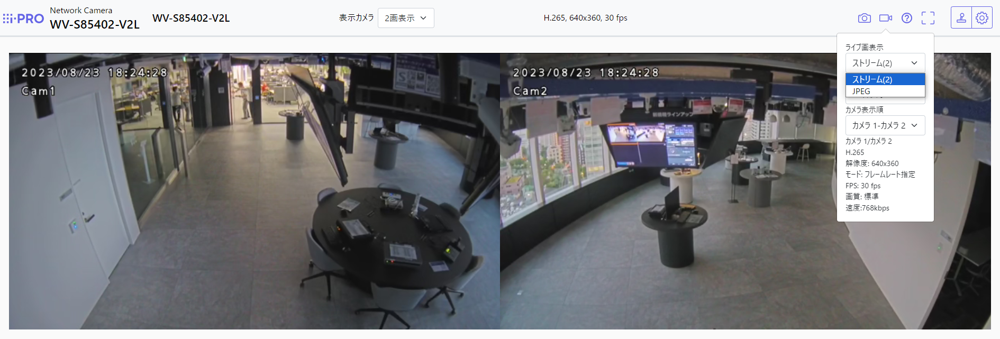 i-PRO
Network Camera
WV-S85402-V2L
WV-S85402-V2L
表示カメラ
2画表示
H.265, 640x360, 30 fps
ライブ画表示
ストリーム(2)
ストリーム(2)
JPEG
カメラ表示順
カメラ 1-カメラ 2
カメラ 1/カメラ 2
H.265
解像度: 640x360
モード: フレームレート指定
FPS: 30 fps
画質: 標準
速度:768kbps
2023/08/23 18:24:28
Cam1
2023/08/23 18:24:28
Cam2